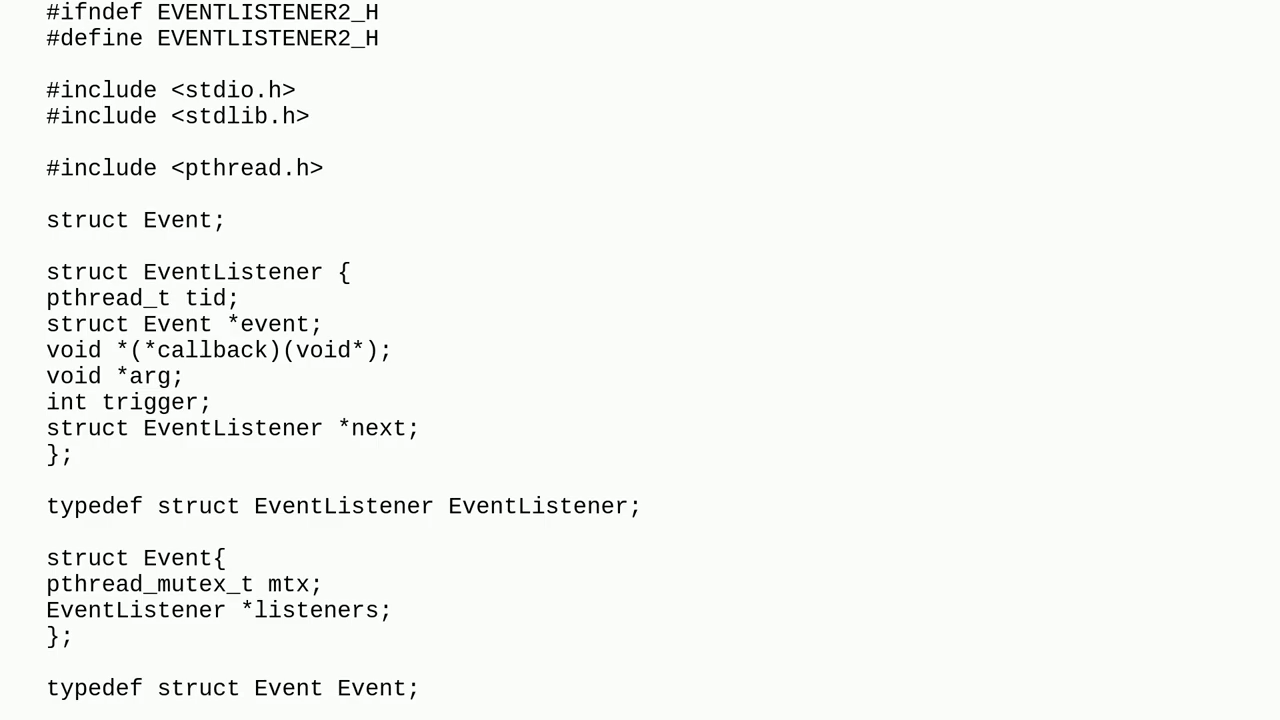 #ifndef EVENTLISTENER2_H
#define EVENTLISTENER2_H
#include <stdio.h>
#include <stdlib.h>
#include <pthread.h>
struct Event;
struct EventListener {
pthread_t tid;
struct Event *event;
void *(*callback)(void*);
void *arg;
int trigger;
struct EventListener *next;
};
typedef struct EventListener EventListener;
struct Event{
pthread_mutex_t mtx;
EventListener *listeners;
};
typedef struct Event Event;